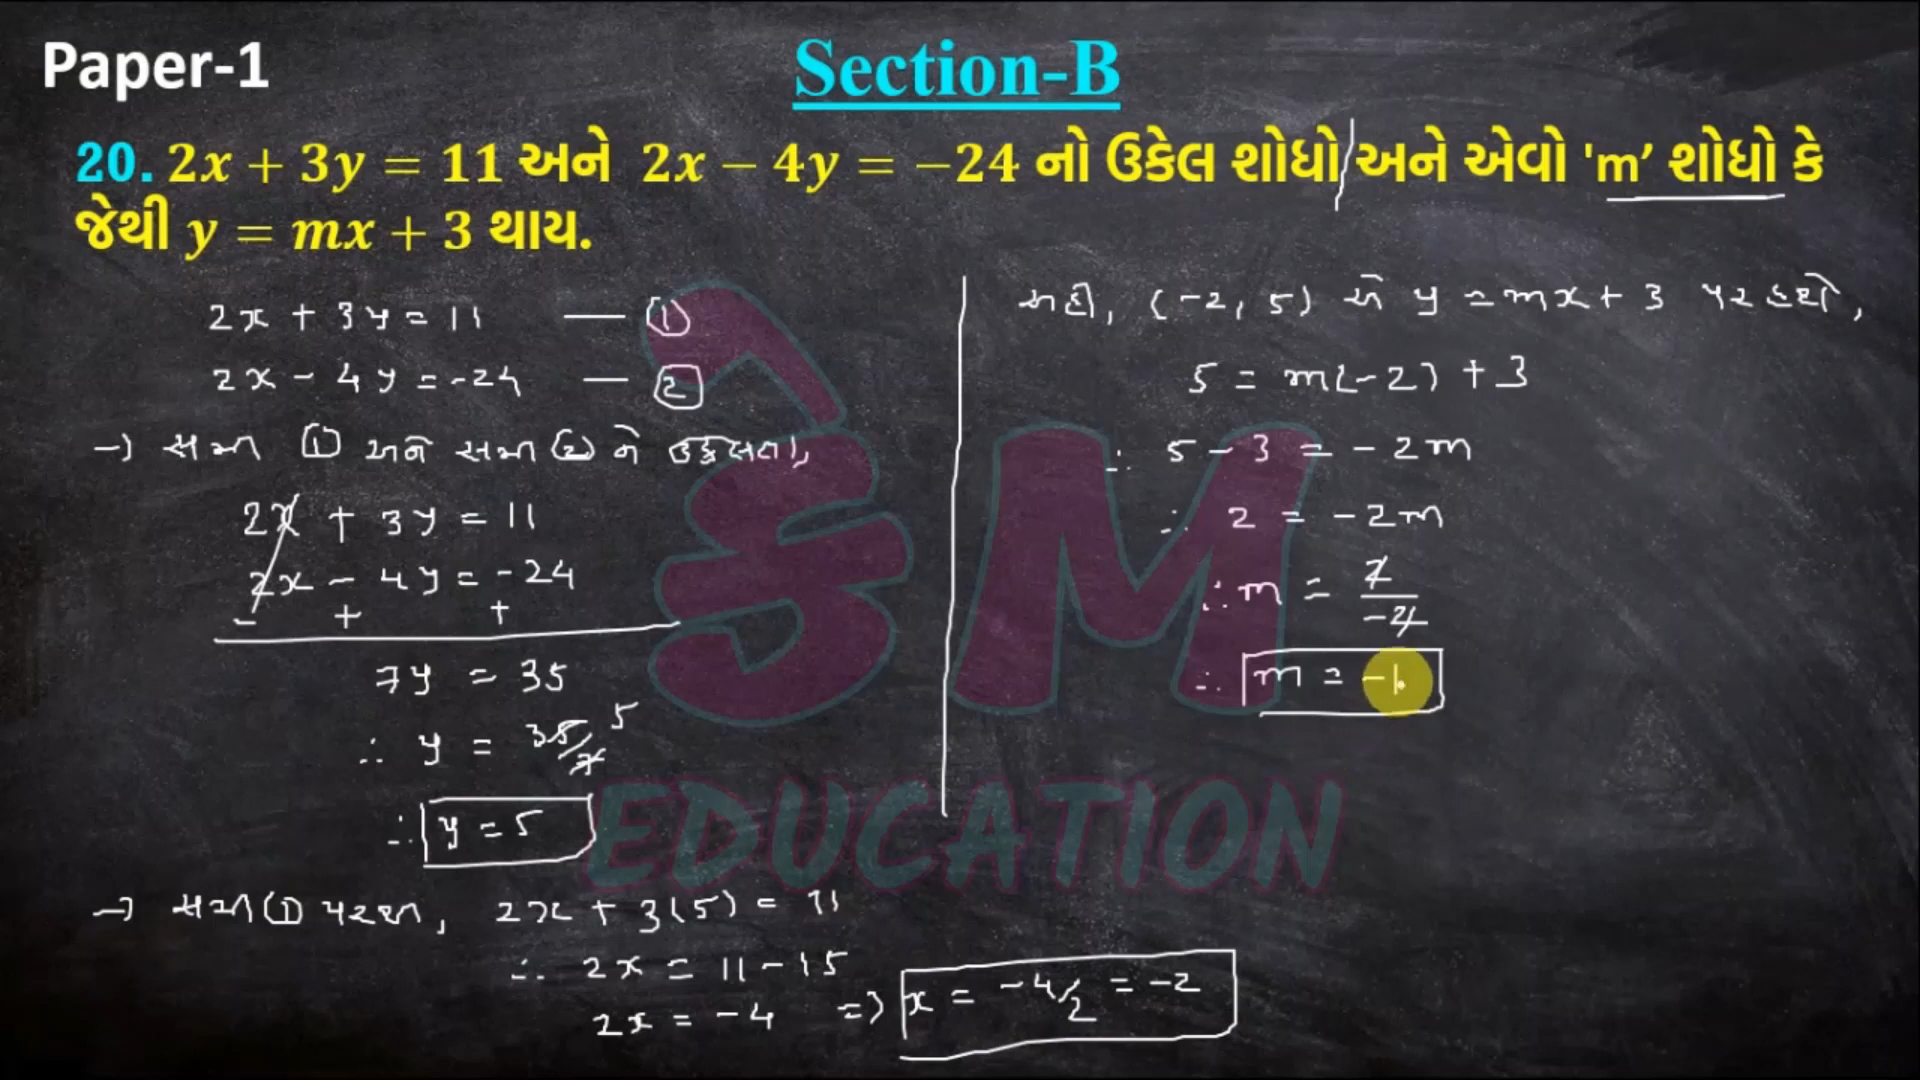 Paper-1
Section-B
20. 2x + 3y = 11 અને 2x − 4y = −24 નો ઉકેલ શોધો અને એવો 'm’ શોધો કે
જેથી y = mx + 3 થાય.
2x + 3y = 11 — ①
2x - 4y = -24 — 2
→ સમી ① અને સમી ② ને ઉકેલતા,
2x + 3y = 11
2x - 4y = -24
- + +
7y = 35
∴ y = 35/7 5
∴ y = 5
→ સમી ① પરથી, 2x + 3(5) = 11
∴ 2x = 11 - 15
2x = -4 => x = -4/2 = -2
અહી, (-2, 5) એ y = mx + 3 પર હશે,
5 = m(-2) + 3
∴ 5 - 3 = -2m
∴ 2 = -2m
∴ m = 2/-2
∴ m = -1
કેM
EDUCATION